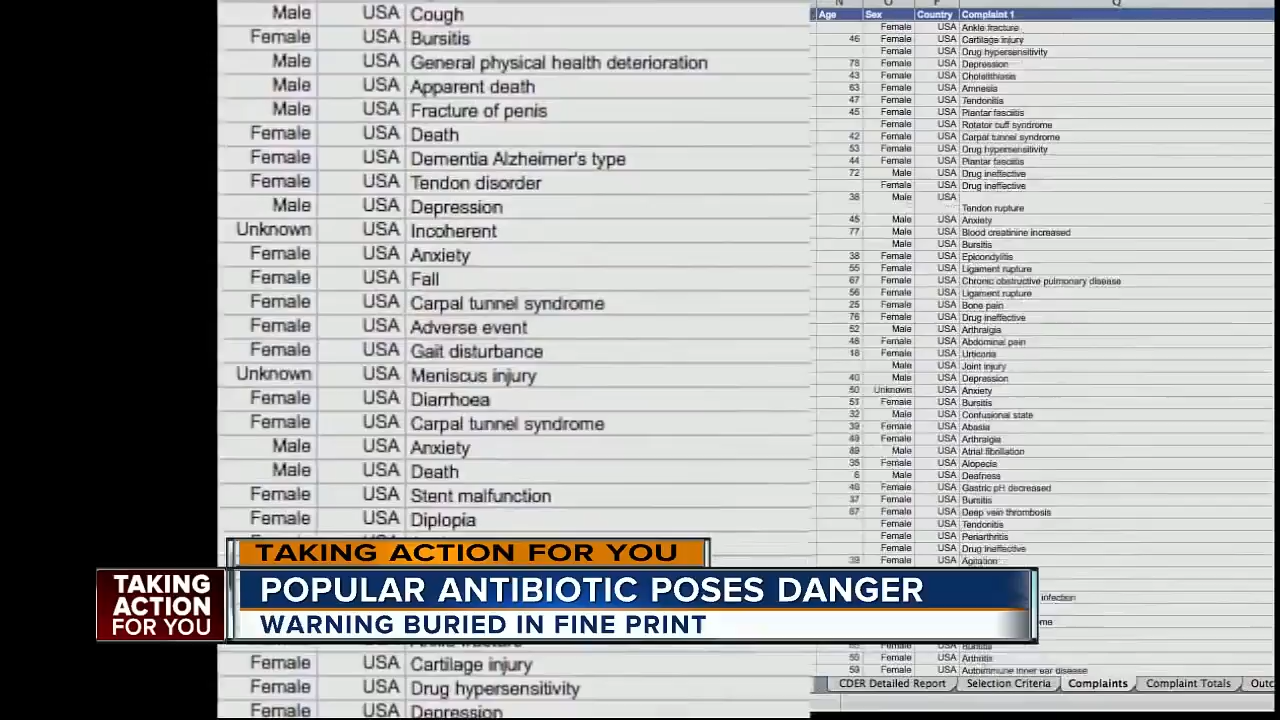 Male USA Cough
Female USA Bursitis
Male USA General physical health deterioration
Male USA Apparent death
Male USA Fracture of penis
Female USA Death
Female USA Dementia Alzheimer's type
Female USA Tendon disorder
Male USA Depression
Unknown USA Incoherent
Female USA Anxiety
Female USA Fall
Female USA Carpal tunnel syndrome
Female USA Adverse event
Female USA Gait disturbance
Unknown USA Meniscus injury
Female USA Diarrhoea
Female USA Carpal tunnel syndrome
Male USA Anxiety
Male USA Death
Female USA Stent malfunction
Female USA Diplopia
Female USA Cartilage injury
Female USA Drug hypersensitivity
Female USA Depression
N O P Q
Age Sex Country Complaint 1
Female USA Ankle fracture
46 Female USA Cartilage injury
Female USA Drug hypersensitivity
78 Female USA Depression
43 Female USA Cholelithiasis
63 Female USA Amnesia
47 Female USA Tendonitis
45 Female USA Plantar fasciitis
Female USA Rotator cuff syndrome
42 Female USA Carpal tunnel syndrome
53 Female USA Drug hypersensitivity
44 Female USA Plantar fasciitis
72 Male USA Drug ineffective
Female USA Drug ineffective
38 Male USA
Tendon rupture
45 Male USA Anxiety
77 Male USA Blood creatinine increased
Male USA Bursitis
38 Female USA Epicondylitis
55 Female USA Ligament rupture
67 Female USA Chronic obstructive pulmonary disease
56 Female USA Ligament rupture
25 Female USA Bone pain
76 Female USA Drug ineffective
52 Male USA Arthralgia
48 Female USA Abdominal pain
18 Female USA Urticaria
Male USA Joint injury
40 Male USA Depression
50 Unknown USA Anxiety
51 Female USA Bursitis
32 Male USA Confusional state
39 Female USA Abasia
49 Female USA Arthralgia
89 Male USA Atrial fibrillation
35 Female USA Alopecia
6 Male USA Deafness
46 Female USA Gastric pH decreased
37 Female USA Bursitis
67 Female USA Deep vein thrombosis
Female USA Tendonitis
Female USA Periarthritis
Female USA Drug ineffective
39 Female USA Agitation
infection
Female USA Bursitis
50 Female USA Arthritis
59 Female USA Autoimmune inner ear disease
CDER Detailed Report Selection Criteria Complaints Complaint Totals Outc
TAKING ACTION FOR YOU
TAKING
ACTION
FOR YOU
POPULAR ANTIBIOTIC POSES DANGER
WARNING BURIED IN FINE PRINT